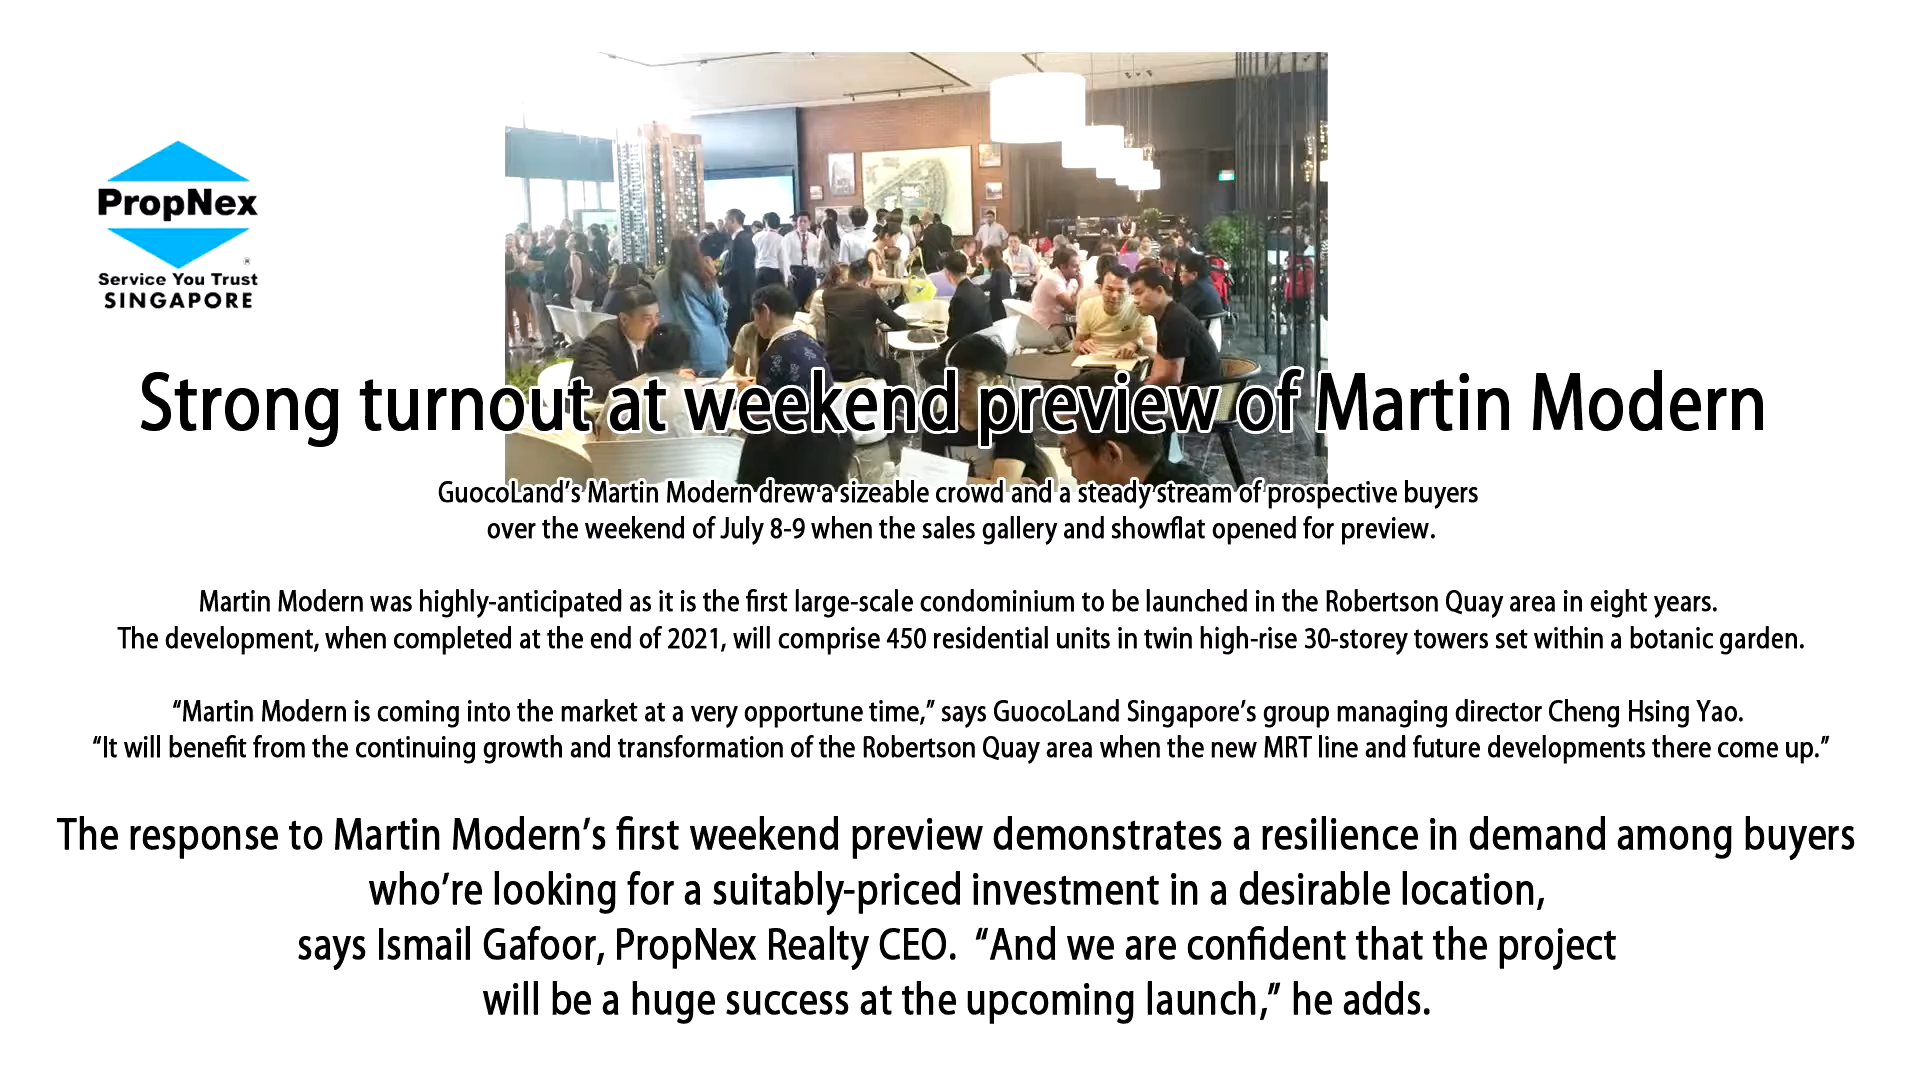 PropNex
®
Service You Trust
SINGAPORE
Strong turnout at weekend preview of Martin Modern
GuocoLand’s Martin Modern drew a sizeable crowd and a steady stream of prospective buyers
over the weekend of July 8-9 when the sales gallery and showflat opened for preview.
Martin Modern was highly-anticipated as it is the first large-scale condominium to be launched in the Robertson Quay area in eight years.
The development, when completed at the end of 2021, will comprise 450 residential units in twin high-rise 30-storey towers set within a botanic garden.
“Martin Modern is coming into the market at a very opportune time,” says GuocoLand Singapore’s group managing director Cheng Hsing Yao.
“It will benefit from the continuing growth and transformation of the Robertson Quay area when the new MRT line and future developments there come up.”
The response to Martin Modern’s first weekend preview demonstrates a resilience in demand among buyers
who’re looking for a suitably-priced investment in a desirable location,
says Ismail Gafoor, PropNex Realty CEO.  “And we are confident that the project
will be a huge success at the upcoming launch,” he adds.